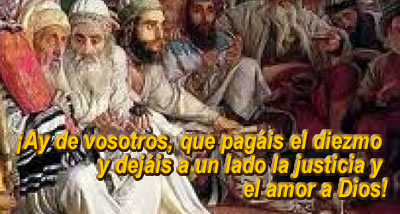 ¡Ay de vosotros, que pagáis el diezmo
y dejáis a un lado la justicia y
el amor a Dios!